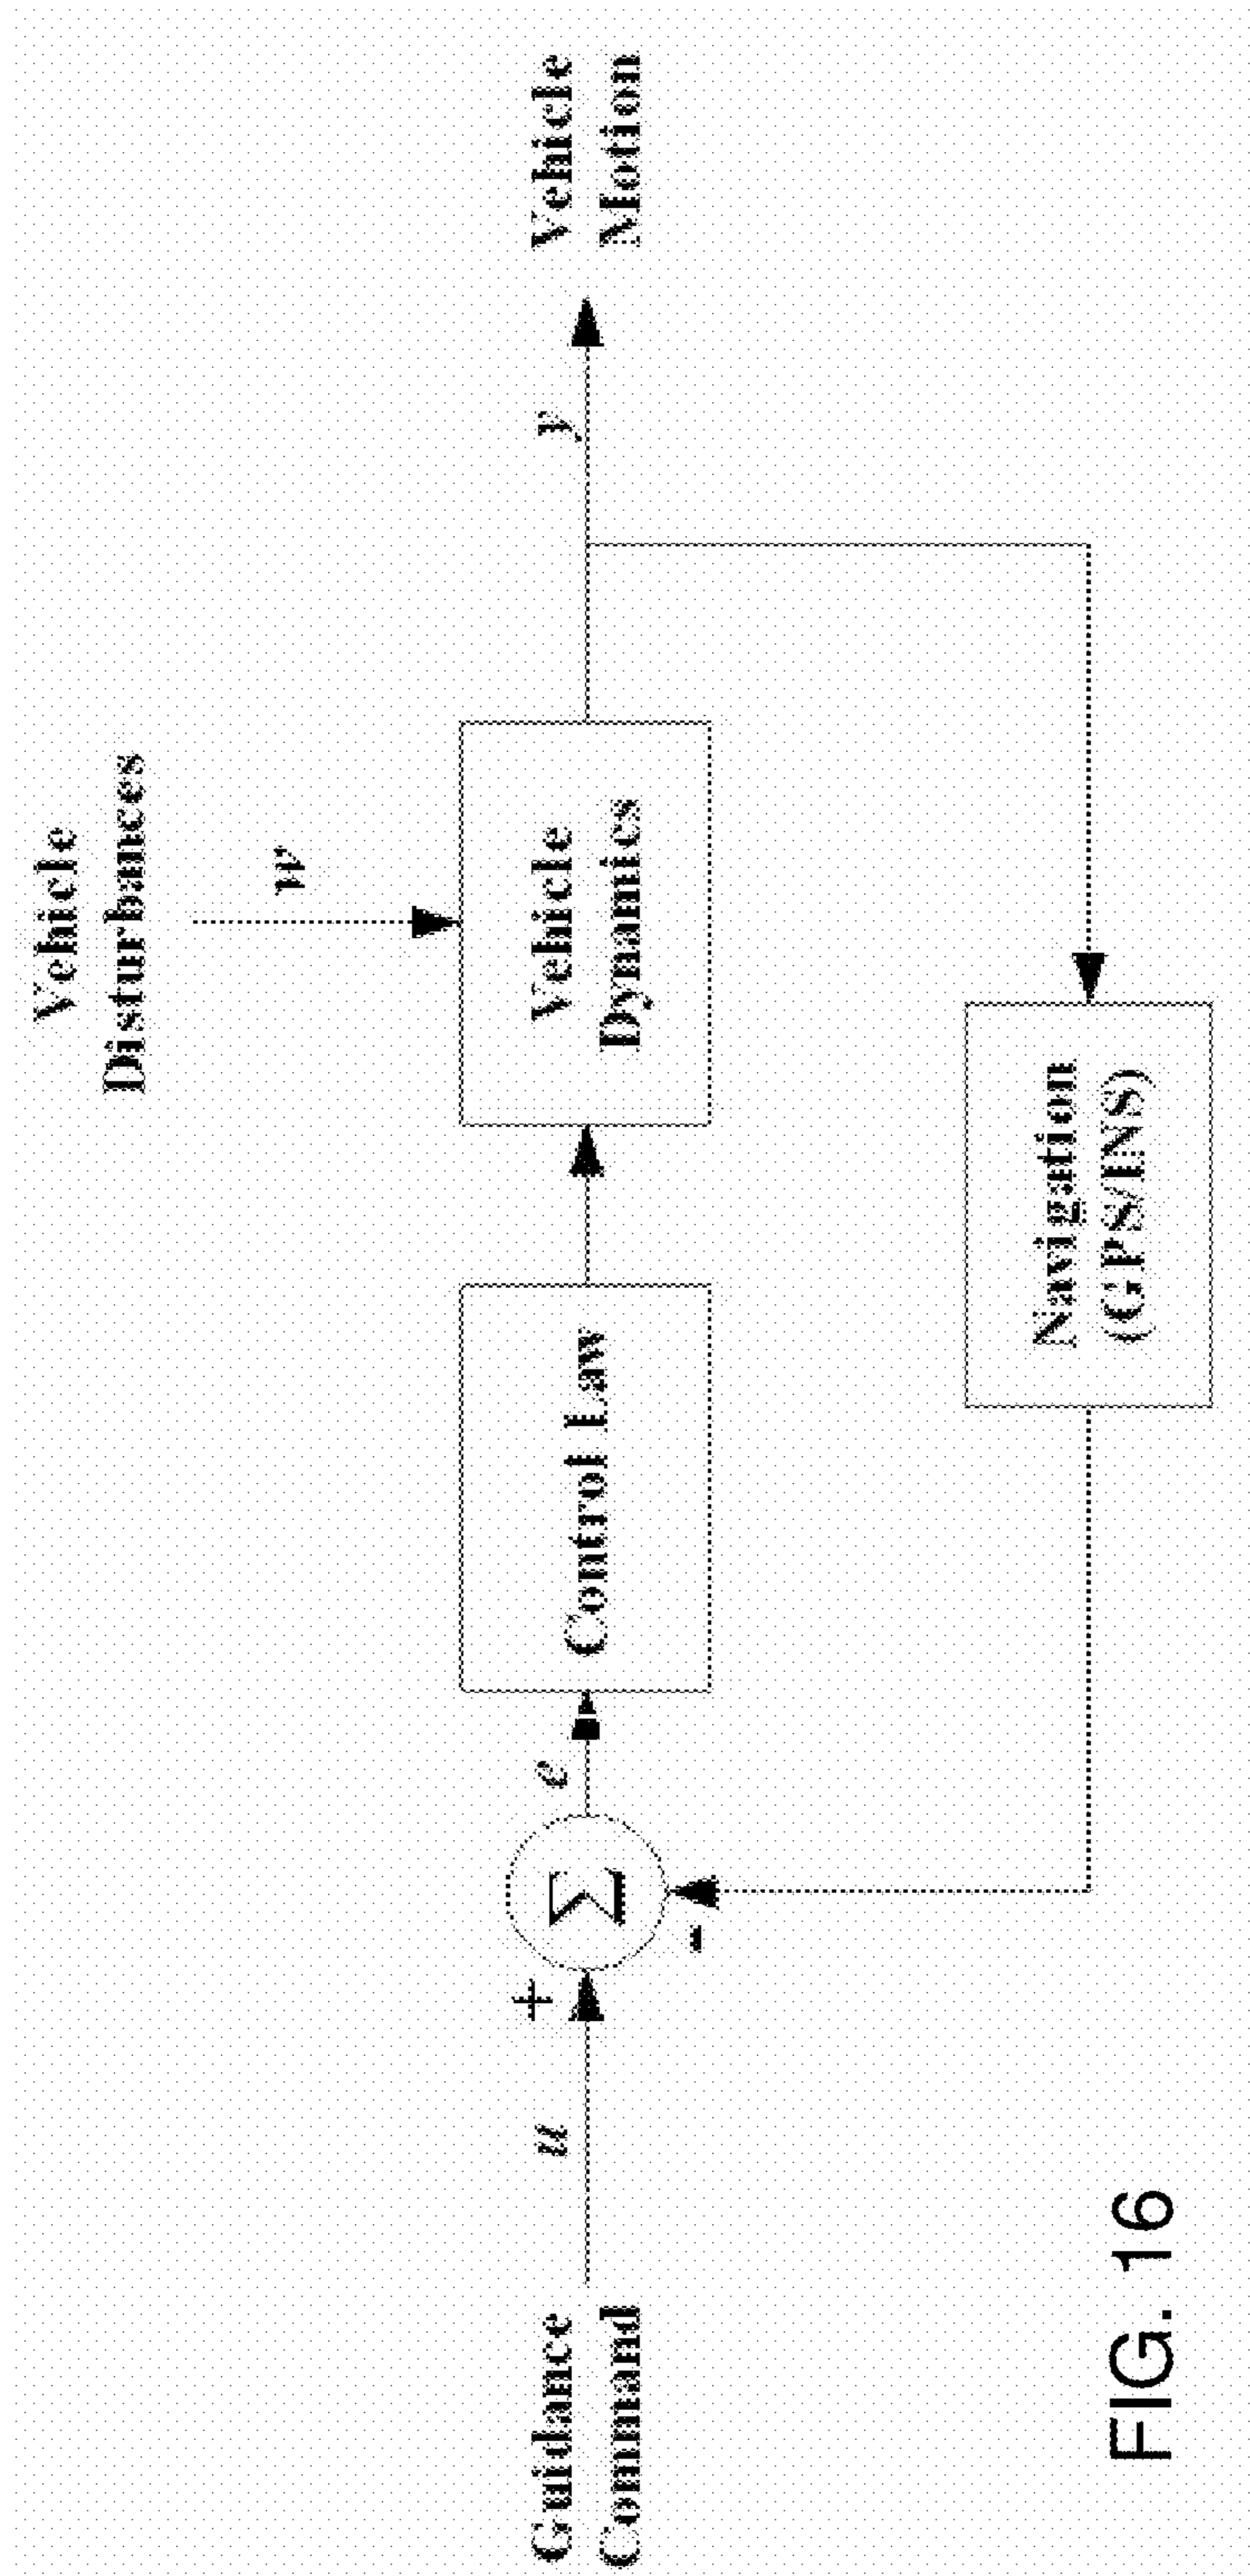 Vehicle
Disturbances
w
Guidance
Command
u
+
Σ
-
e
Control Law
Vehicle
Dynamics
y
Vehicle
Motion
Navigation
(GPS/INS)
FIG. 16